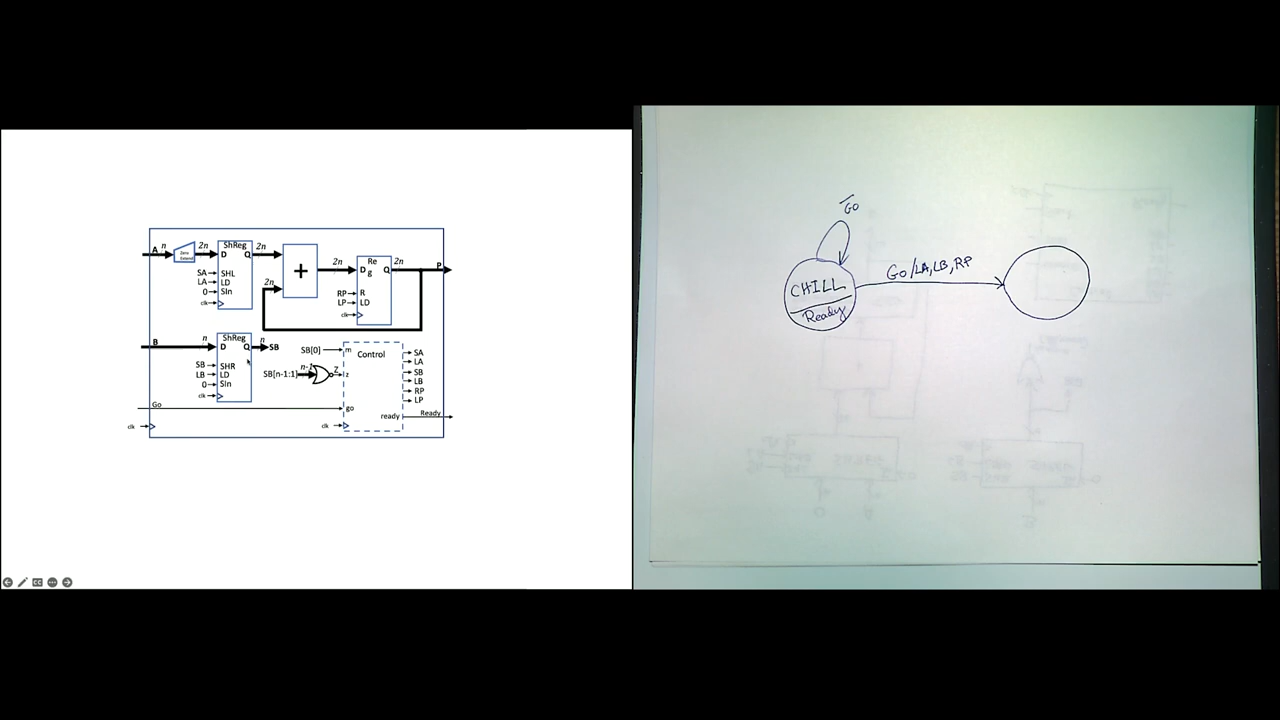 A n
Zero Extend
2n
ShReg
D Q
2n
SA SHL
LA LD
0 SIn
clk
2n
+
2n
Re
D g Q
2n
P
RP R
LP LD
clk
B
n
ShReg
D Q
n
SB
SB SHR
LB LD
0 SIn
clk
SB[0] m
Control
SB[n-1:1] n-1 Z z
SA
LA
SB
LB
RP
LP
Go
go
ready Ready
clk
clk
Go
CHILL
Ready
Go/LA,LB,RP
CC